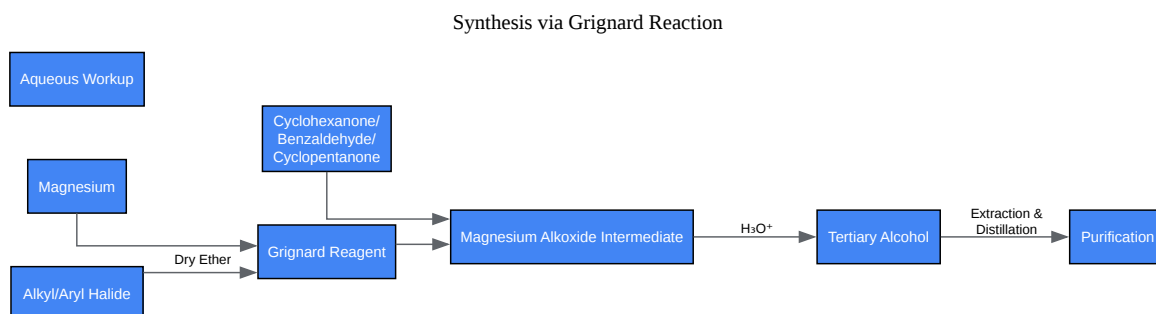 Synthesis via Grignard Reaction
Aqueous Workup
Cyclohexanone/
Benzaldehyde/
Cyclopentanone
Magnesium
Alkyl/Aryl Halide
Dry Ether
Grignard Reagent
Magnesium Alkoxide Intermediate
H₃O⁺
Tertiary Alcohol
Extraction &
Distillation
Purification